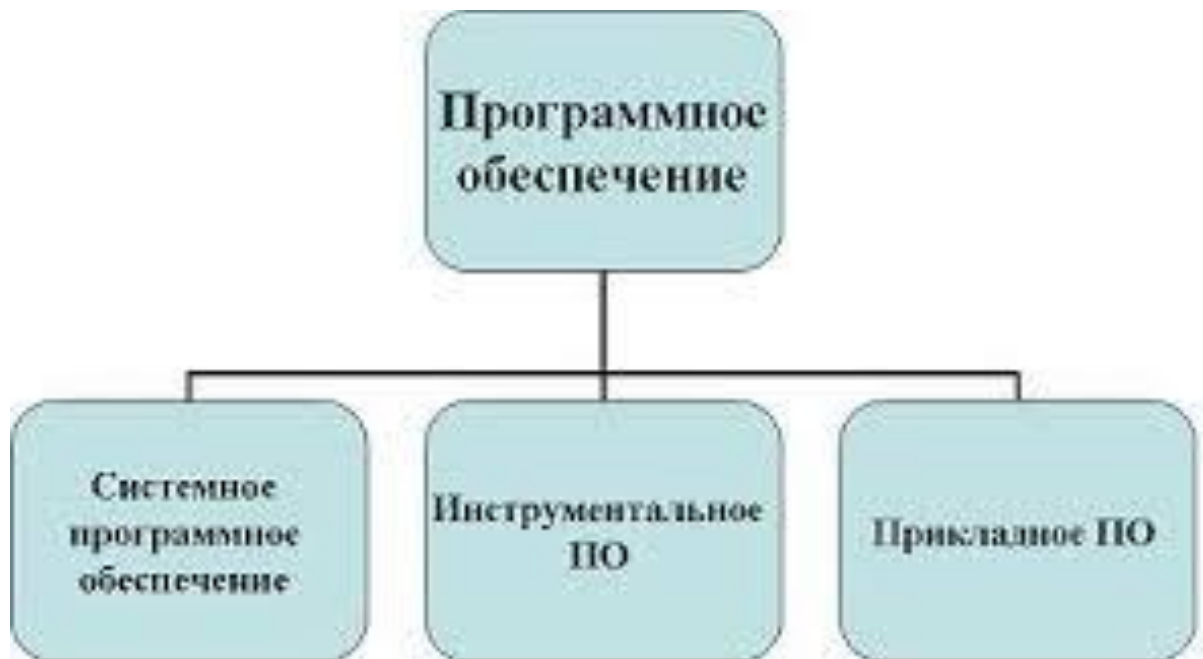 Программное
обеспечение
Системное
программное
обеспечение
Инструментальное
ПО
Прикладное ПО